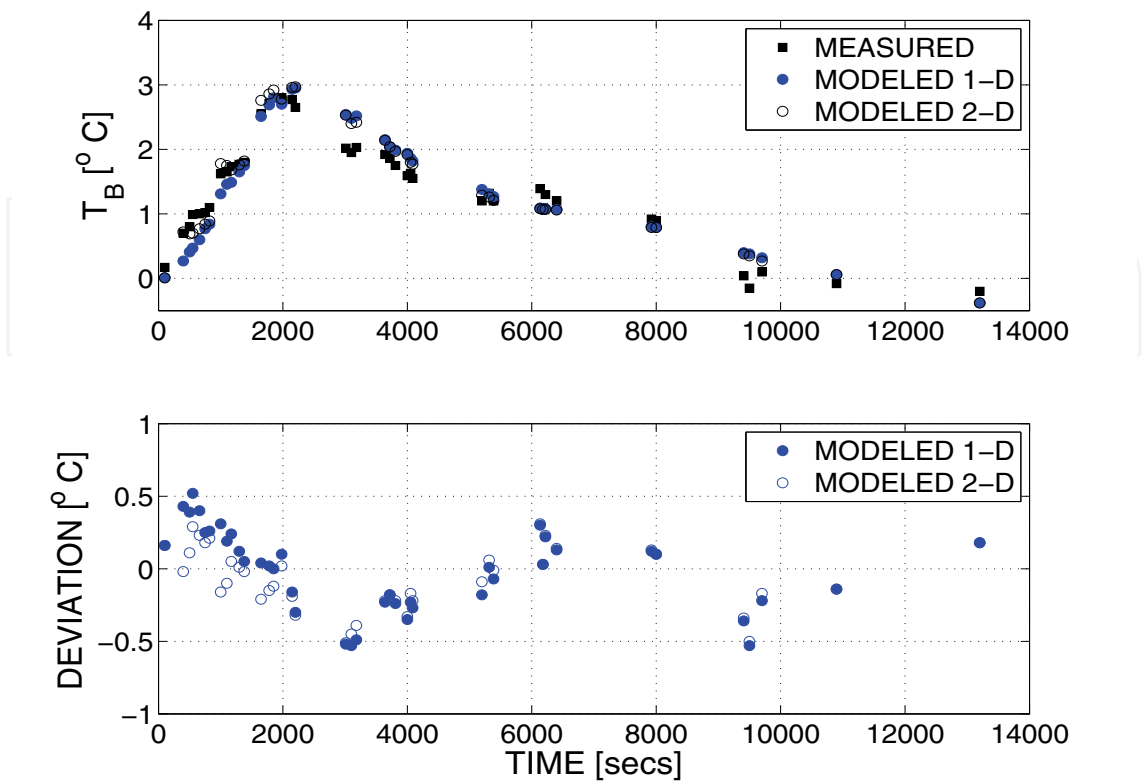 4
3
2
1
0
T_B [° C]
MEASURED
MODELED 1−D
MODELED 2−D
0 2000 4000 6000 8000 10000 12000 14000
1
0.5
0
−0.5
−1
DEVIATION [° C]
MODELED 1−D
MODELED 2−D
0 2000 4000 6000 8000 10000 12000 14000
TIME [secs]